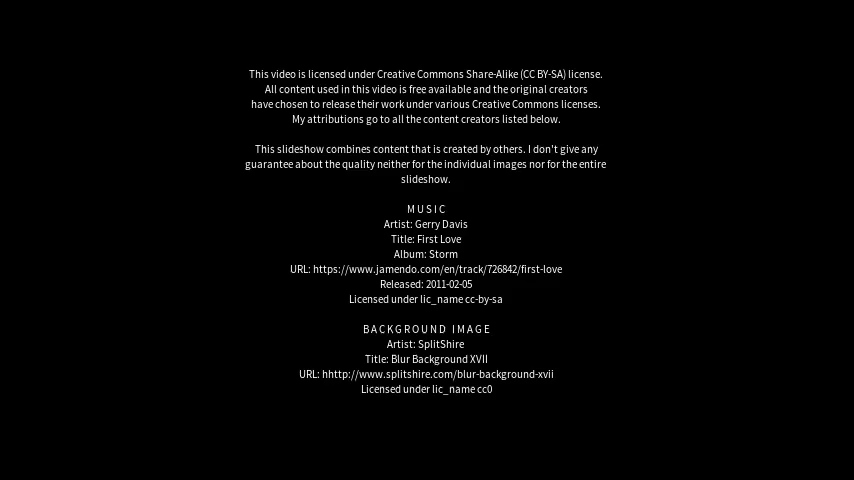 This video is licensed under Creative Commons Share-Alike (CC BY-SA) license.
All content used in this video is free available and the original creators
have chosen to release their work under various Creative Commons licenses.
My attributions go to all the content creators listed below.
This slideshow combines content that is created by others. I don't give any
guarantee about the quality neither for the individual images nor for the entire
slideshow.
MUSIC
Artist: Gerry Davis
Title: First Love
Album: Storm
URL: https://www.jamendo.com/en/track/726842/first-love
Released: 2011-02-05
Licensed under lic_name cc-by-sa
BACKGROUND IMAGE
Artist: SplitShire
Title: Blur Background XVII
URL: hhttp://www.splitshire.com/blur-background-xvii
Licensed under lic_name cc0